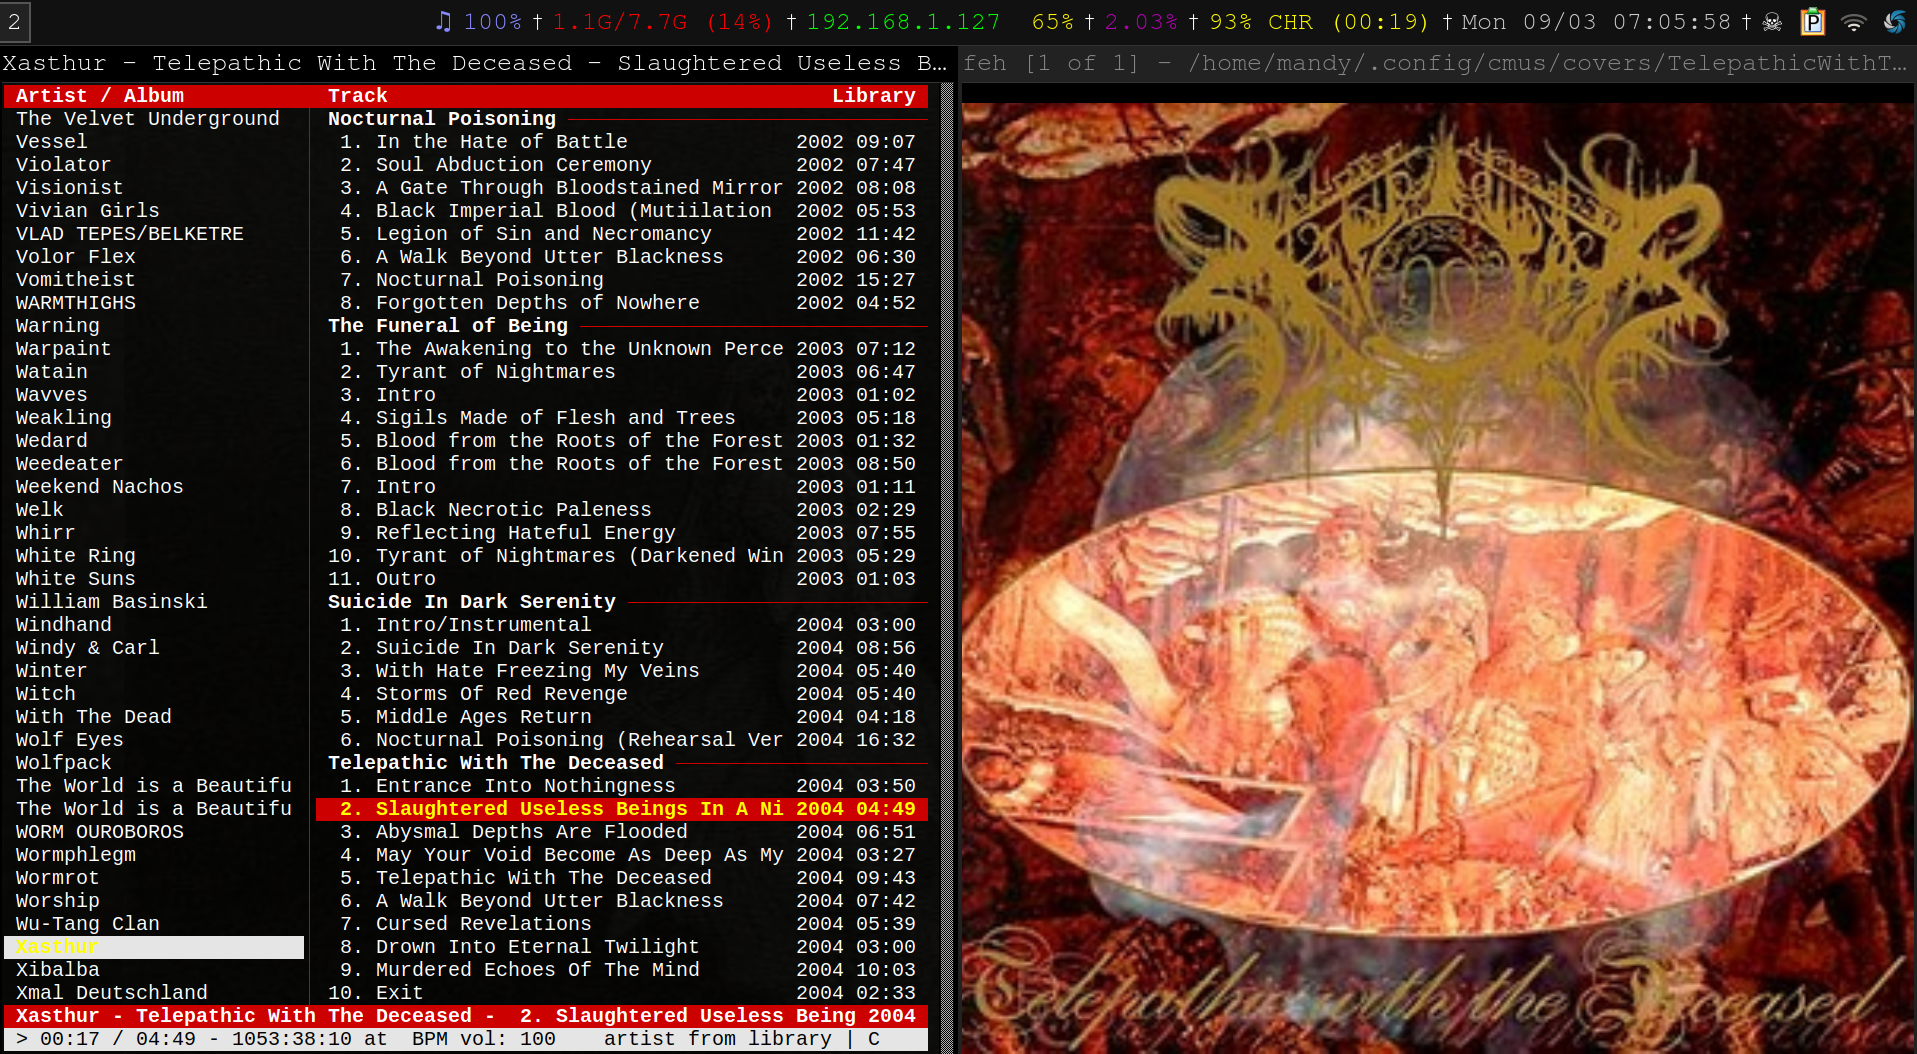 2 ♫ 100% † 1.1G/7.7G (14%) † 192.168.1.127 65% † 2.03% † 93% CHR (00:19) † Mon 09/03 07:05:58 † ☠ P
Xasthur - Telepathic With The Deceased - Slaughtered Useless B…
feh [1 of 1] - /home/mandy/.config/cmus/covers/TelepathicWithT…
Artist / Album
The Velvet Underground
Vessel
Violator
Visionist
Vivian Girls
VLAD TEPES/BELKETRE
Volor Flex
Vomitheist
WARMTHIGHS
Warning
Warpaint
Watain
Wavves
Weakling
Wedard
Weedeater
Weekend Nachos
Welk
Whirr
White Ring
White Suns
William Basinski
Windhand
Windy & Carl
Winter
Witch
With The Dead
Wolf Eyes
Wolfpack
The World is a Beautifu
The World is a Beautifu
WORM OUROBOROS
Wormphlegm
Wormrot
Worship
Wu-Tang Clan
Xasthur
Xibalba
Xmal Deutschland
Track Library
Nocturnal Poisoning
1. In the Hate of Battle 2002 09:07
2. Soul Abduction Ceremony 2002 07:47
3. A Gate Through Bloodstained Mirror 2002 08:08
4. Black Imperial Blood (Mutiilation 2002 05:53
5. Legion of Sin and Necromancy 2002 11:42
6. A Walk Beyond Utter Blackness 2002 06:30
7. Nocturnal Poisoning 2002 15:27
8. Forgotten Depths of Nowhere 2002 04:52
The Funeral of Being
1. The Awakening to the Unknown Perce 2003 07:12
2. Tyrant of Nightmares 2003 06:47
3. Intro 2003 01:02
4. Sigils Made of Flesh and Trees 2003 05:18
5. Blood from the Roots of the Forest 2003 01:32
6. Blood from the Roots of the Forest 2003 08:50
7. Intro 2003 01:11
8. Black Necrotic Paleness 2003 02:29
9. Reflecting Hateful Energy 2003 07:55
10. Tyrant of Nightmares (Darkened Win 2003 05:29
11. Outro 2003 01:03
Suicide In Dark Serenity
1. Intro/Instrumental 2004 03:00
2. Suicide In Dark Serenity 2004 08:56
3. With Hate Freezing My Veins 2004 05:40
4. Storms Of Red Revenge 2004 05:40
5. Middle Ages Return 2004 04:18
6. Nocturnal Poisoning (Rehearsal Ver 2004 16:32
Telepathic With The Deceased
1. Entrance Into Nothingness 2004 03:50
2. Slaughtered Useless Beings In A Ni 2004 04:49
3. Abysmal Depths Are Flooded 2004 06:51
4. May Your Void Become As Deep As My 2004 03:27
5. Telepathic With The Deceased 2004 09:43
6. A Walk Beyond Utter Blackness 2004 07:42
7. Cursed Revelations 2004 05:39
8. Drown Into Eternal Twilight 2004 03:00
9. Murdered Echoes Of The Mind 2004 10:03
10. Exit 2004 02:33
Xasthur - Telepathic With The Deceased - 2. Slaughtered Useless Being 2004
> 00:17 / 04:49 - 1053:38:10 at BPM vol: 100 artist from library | C
Telepathic with the Deceased